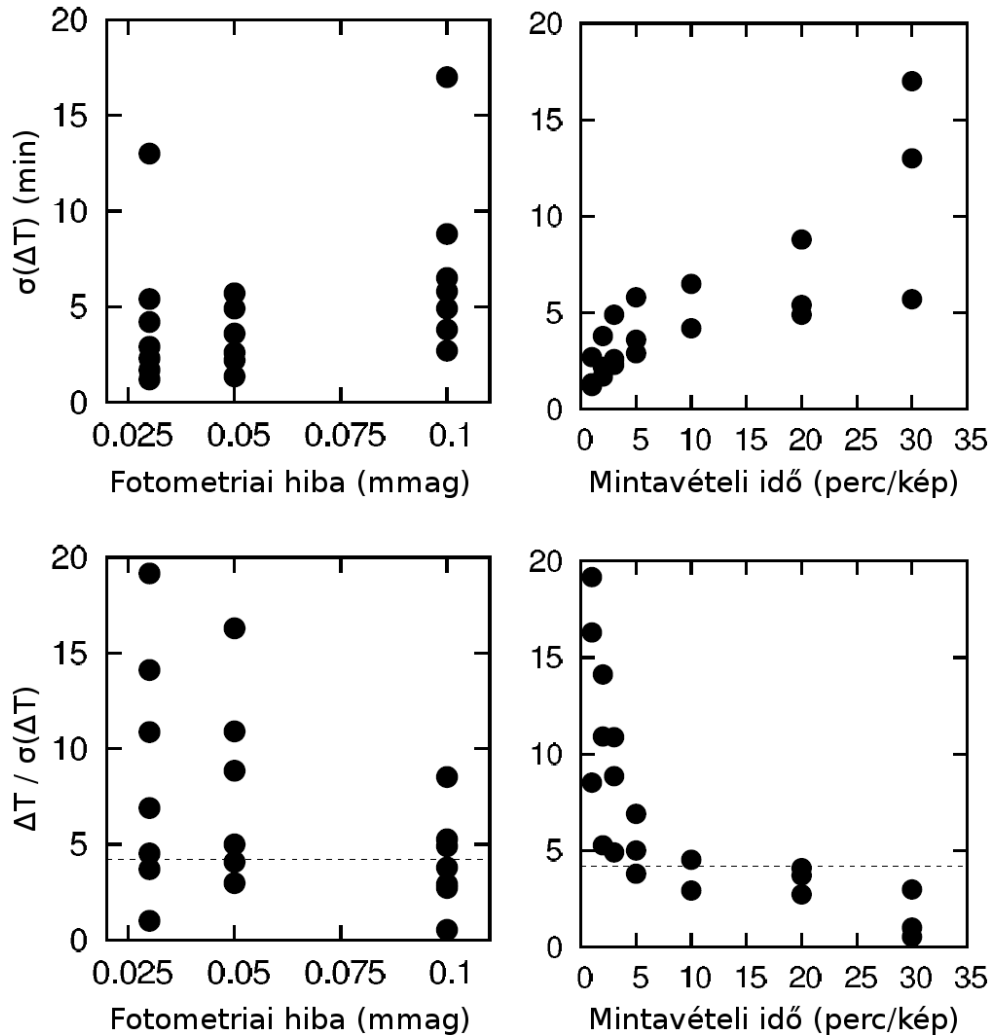 20
15
10
5
0
σ(ΔT) (min)
0.025 0.05 0.075 0.1
Fotometriai hiba (mmag)
20
15
10
5
0
0 5 10 15 20 25 30 35
Mintavételi idő (perc/kép)
20
15
10
5
0
ΔT / σ(ΔT)
0.025 0.05 0.075 0.1
Fotometriai hiba (mmag)
20
15
10
5
0
0 5 10 15 20 25 30 35
Mintavételi idő (perc/kép)